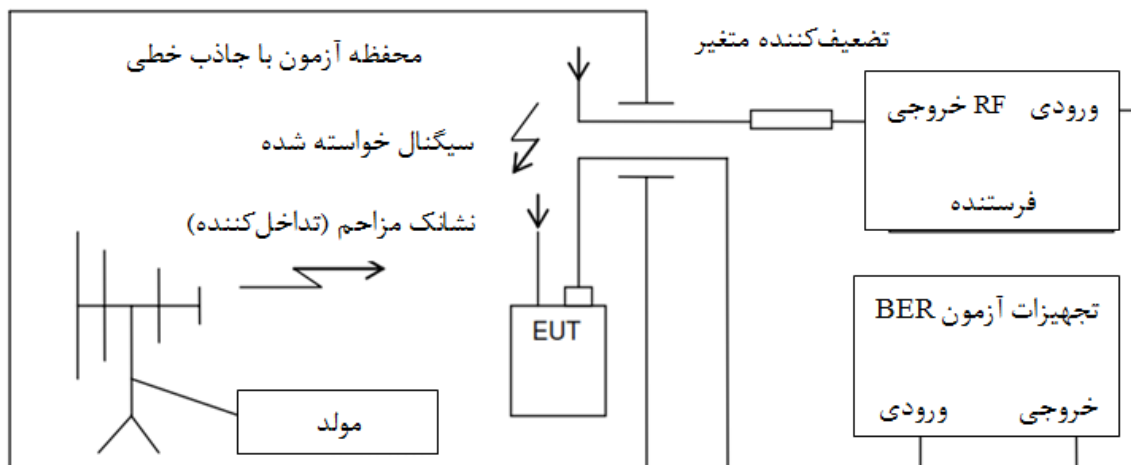 تضعیف‌کننده متغیر
محفظه آزمون با جاذب خطی
ورودی RF خروجی
سیگنال خواسته شده
فرستنده
نشانک مزاحم (تداخل‌کننده)
تجهیزات آزمون BER
EUT
خروجی ورودی
مولد